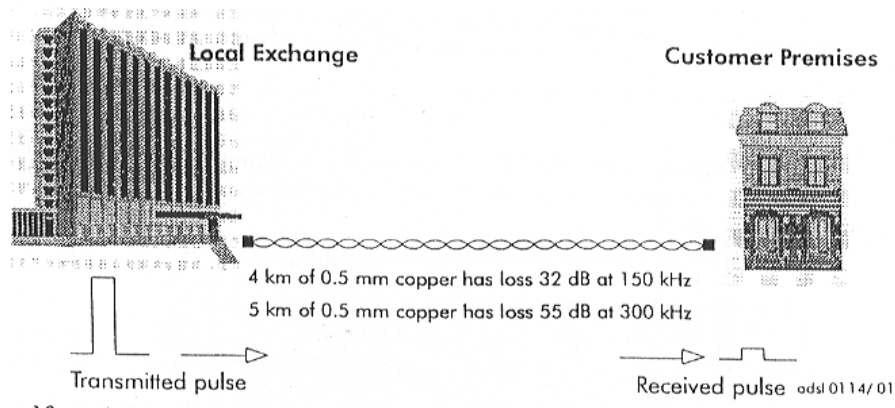 Local Exchange
Customer Premises
4 km of 0.5 mm copper has loss 32 dB at 150 kHz
5 km of 0.5 mm copper has loss 55 dB at 300 kHz
Transmitted pulse
Received pulse adsl 0114/01